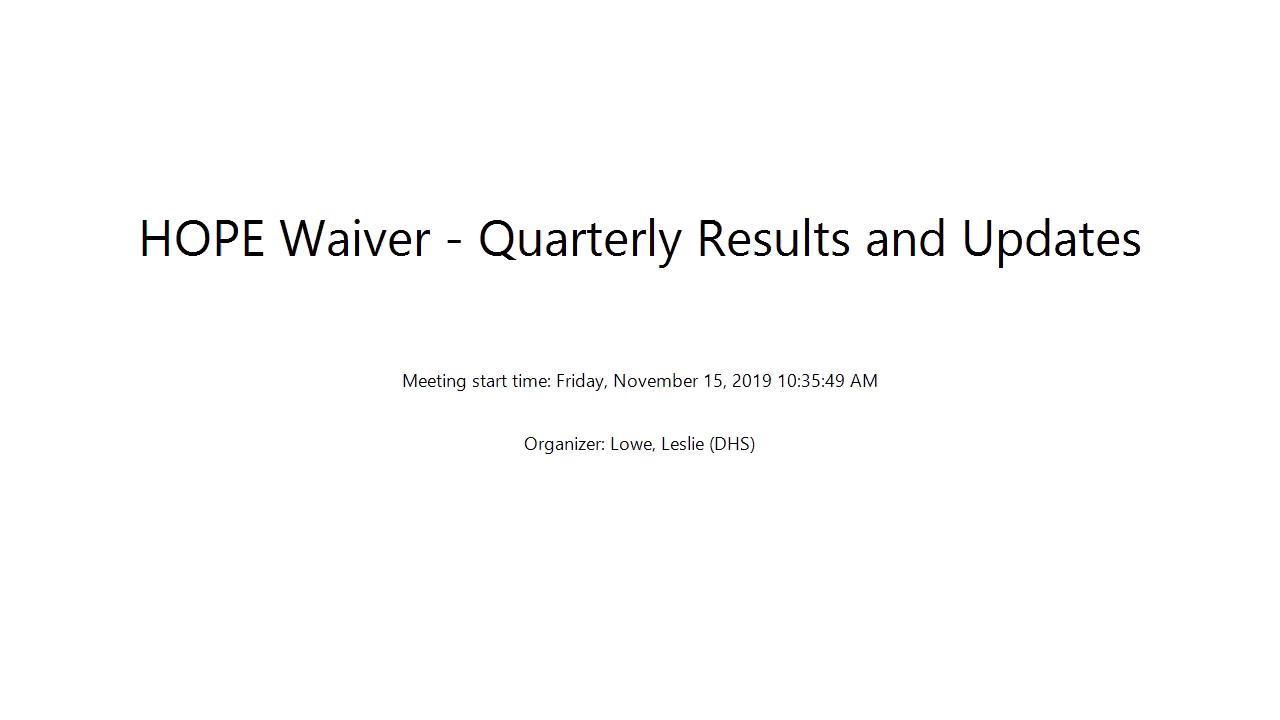 HOPE Waiver - Quarterly Results and Updates
Meeting start time: Friday, November 15, 2019 10:35:49 AM
Organizer: Lowe, Leslie (DHS)